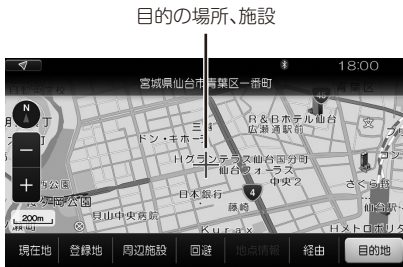 目的の場所、施設
18:00
宮城県仙台市青葉区一番町
N
R&Bホテル仙台
広瀬通駅前
ドン・キホーテ
Hグランテラス仙台国分町
仙台フォーラス
中央2
さくら野
日本銀行
4
藤崎
仙台駅
200m
貝山中央病院
Kurax
Hメトロポリタ
現在地
登録地
周辺施設
回避
地点情報
経由
目的地